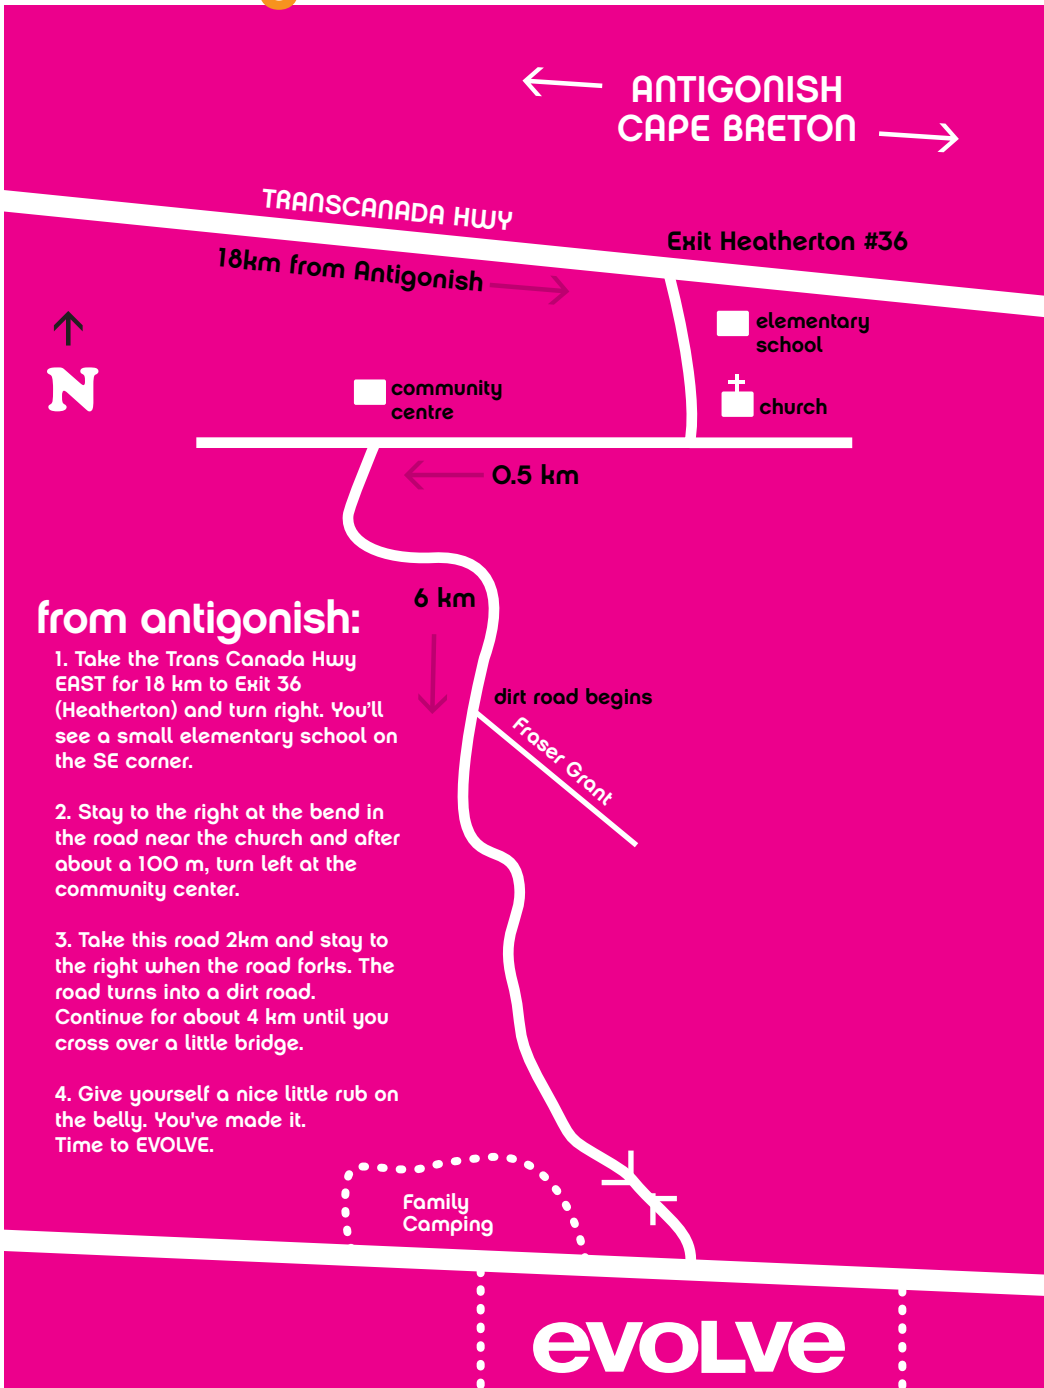 ANTIGONISH
CAPE BRETON
TRANSCANADA HWY
Exit Heatherton #36
18km from Antigonish
elementary
school
N
community
centre
church
0.5 km
6 km
from antigonish:
1. Take the Trans Canada Hwy
EAST for 18 km to Exit 36
(Heatherton) and turn right. You'll
see a small elementary school on
the SE corner.
2. Stay to the right at the bend in
the road near the church and after
about a 100 m, turn left at the
community center.
3. Take this road 2km and stay to
the right when the road forks. The
road turns into a dirt road.
Continue for about 4 km until you
cross over a little bridge.
4. Give yourself a nice little rub on
the belly. You've made it.
Time to EVOLVE.
dirt road begins
Fraser Grant
Family
Camping
evolve